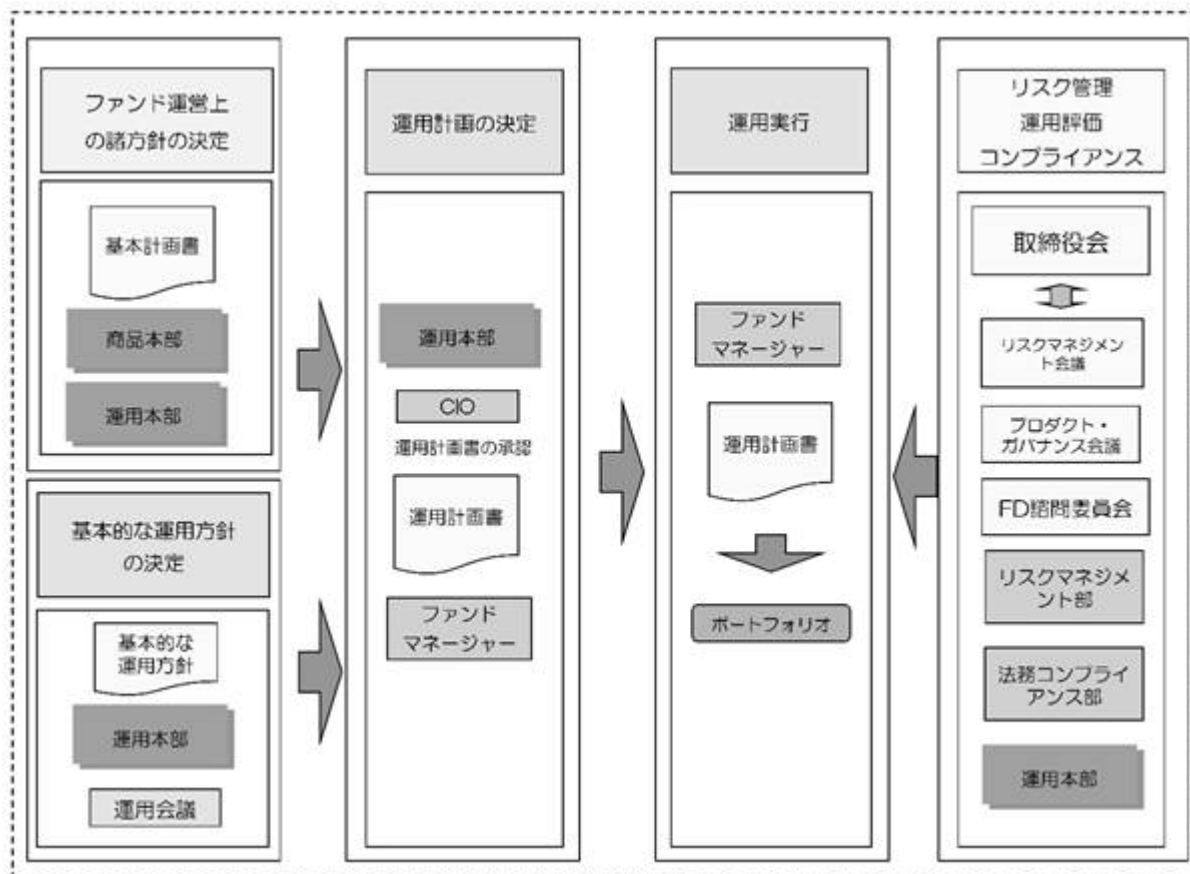 ファンド運営上
の諸方針の決定
基本計画書
商品本部
運用本部
基本的な運用方針
の決定
基本的な
運用方針
運用本部
運用会議
運用計画の決定
運用本部
CIO
運用計画書の承認
運用計画書
ファンド
マネージャー
運用実行
ファンド
マネージャー
運用計画書
ポートフォリオ
リスク管理
運用評価
コンプライアンス
取締役会
リスクマネジメン
ト会議
プロダクト・
ガバナンス会議
FD諮問委員会
リスクマネジメ
ント部
法務コンプライ
アンス部
運用本部